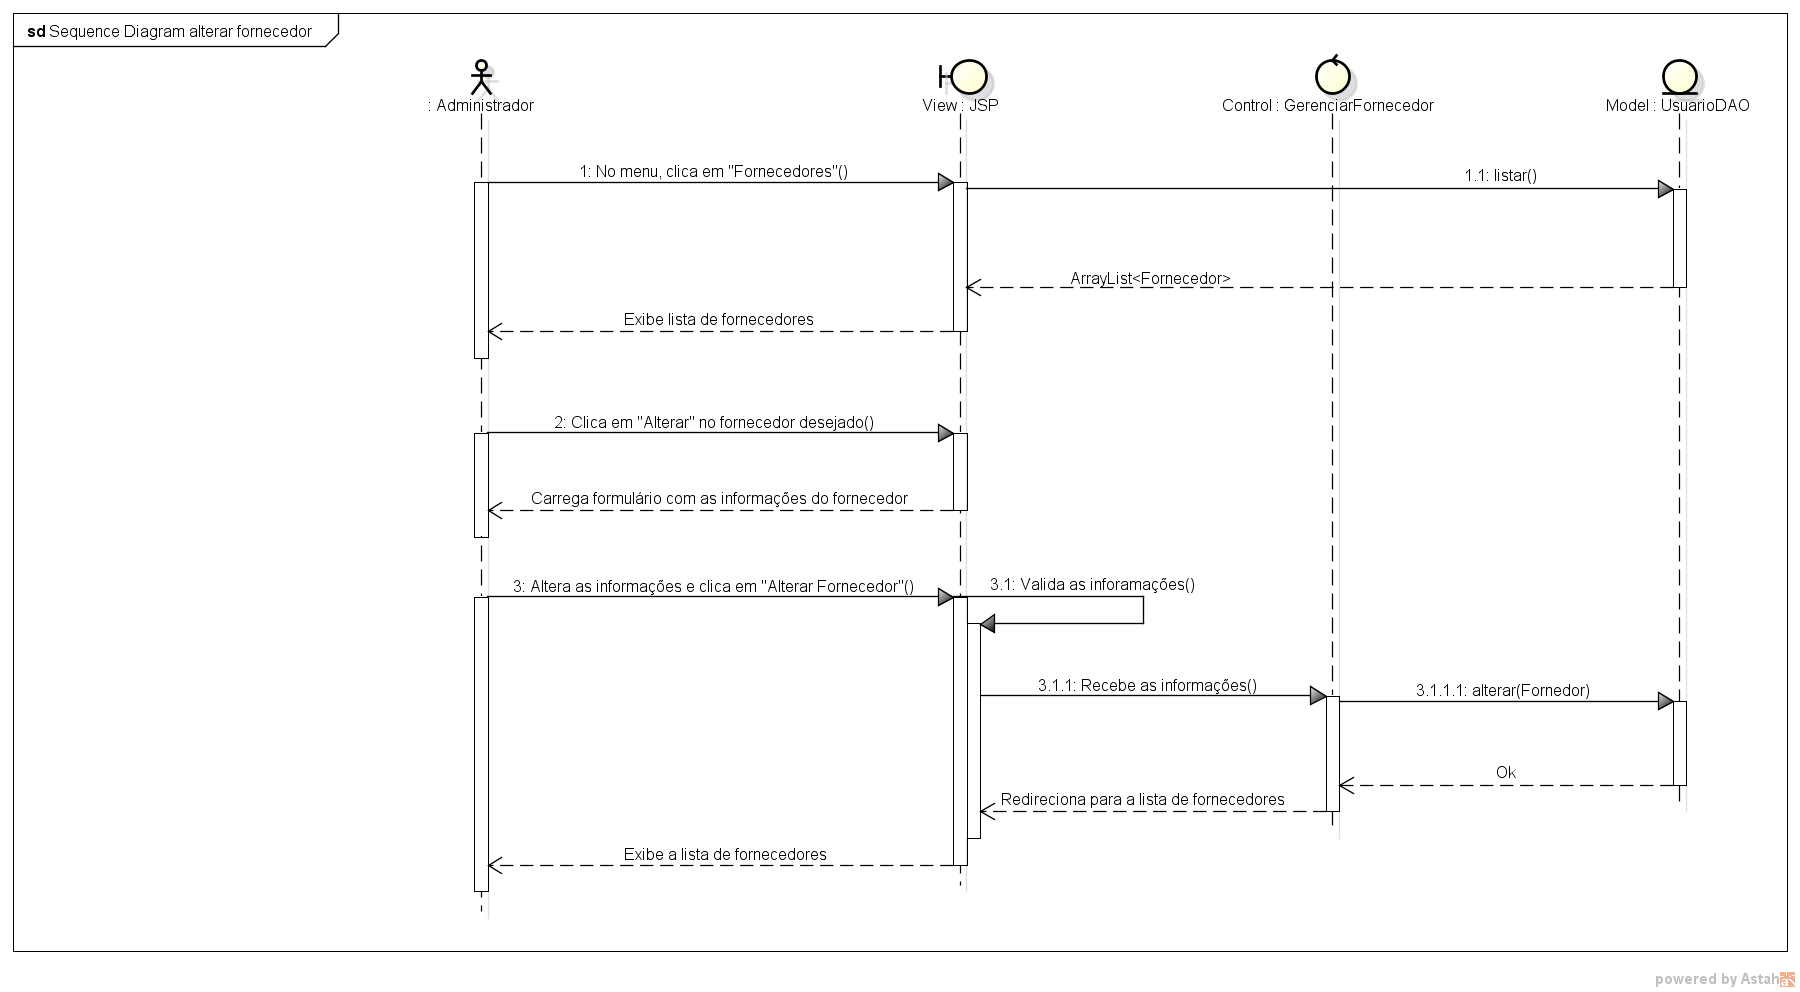 sd Sequence Diagram alterar fornecedor
: Administrador
View : JSP
Control : GerenciarFornecedor
Model : UsuarioDAO
1: No menu, clica em "Fornecedores"()
1.1: listar()
ArrayList<Fornecedor>
Exibe lista de fornecedores
2: Clica em "Alterar" no fornecedor desejado()
Carrega formulário com as informações do fornecedor
3: Altera as informações e clica em "Alterar Fornecedor"()
3.1: Valida as inforamações()
3.1.1: Recebe as informações()
3.1.1.1: alterar(Fornedor)
Ok
Redireciona para a lista de fornecedores
Exibe a lista de fornecedores
powered by Astah